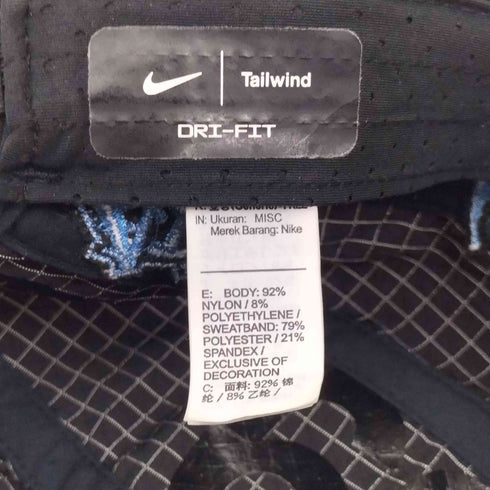 Tailwind
DRI-FIT
IN: Ukuran: MISC
Merek Barang: Nike
E: BODY: 92%
NYLON / 8%
POLYETHYLENE /
SWEATBAND: 79%
POLYESTER / 21%
SPANDEX /
EXCLUSIVE OF
DECORATION
C: 面料: 92% 锦
纶 / 8% 乙纶 /